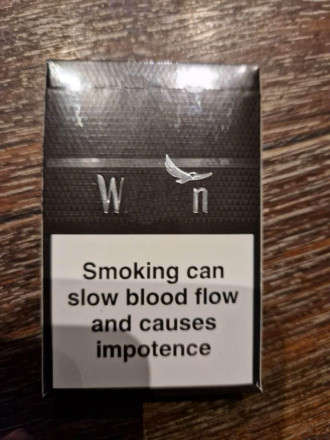 W n
Smoking can
slow blood flow
and causes
impotence